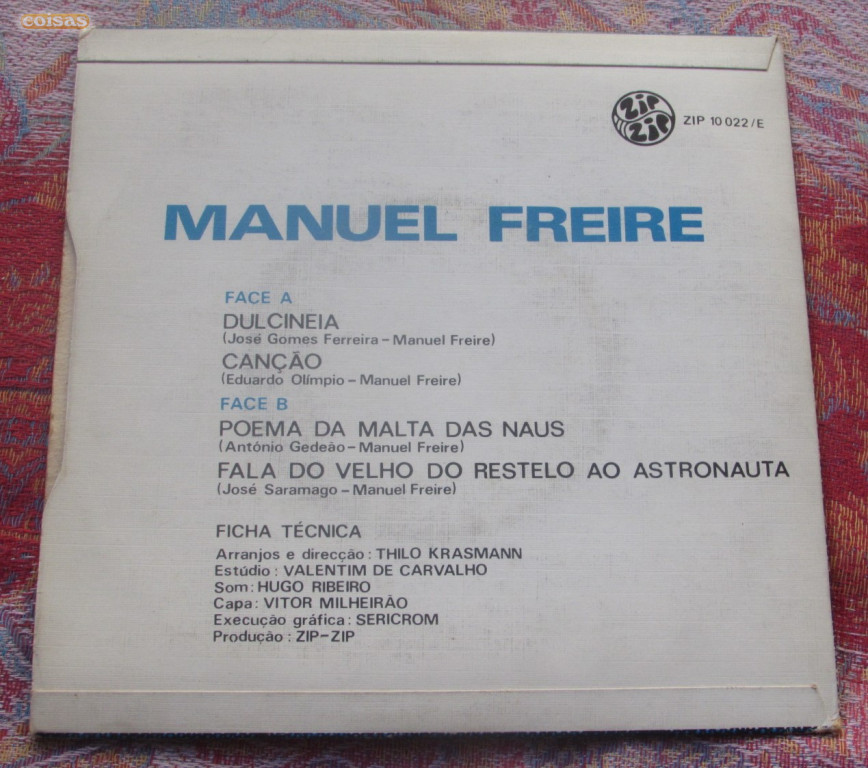 coisas
ZIP
ZIP
ZIP 10 022/E
MANUEL FREIRE
FACE A
DULCINEIA
(José Gomes Ferreira – Manuel Freire)
CANÇÃO
(Eduardo Olímpio – Manuel Freire)
FACE B
POEMA DA MALTA DAS NAUS
(António Gedeão – Manuel Freire)
FALA DO VELHO DO RESTELO AO ASTRONAUTA
(José Saramago – Manuel Freire)
FICHA TÉCNICA
Arranjos e direcção : THILO KRASMANN
Estúdio : VALENTIM DE CARVALHO
Som : HUGO RIBEIRO
Capa : VITOR MILHEIRÃO
Execução gráfica : SERICROM
Produção : ZIP-ZIP